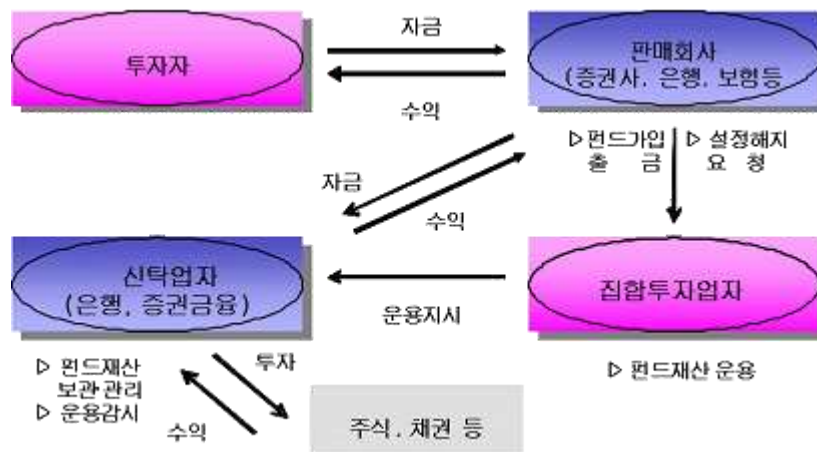 자금
투자자
판매회사
(증권사. 은행. 보험등
수익
▷펀드가입 ▷ 설정해지
출 금 요 청
자금
수익
신탁업자
(은행, 증권금융)
집합투자업자
운용지시
▷ 펀드재산
보관·관리
▷ 운용감시
투자
수익
▷ 펀드재산 운용
주식. 채권 등